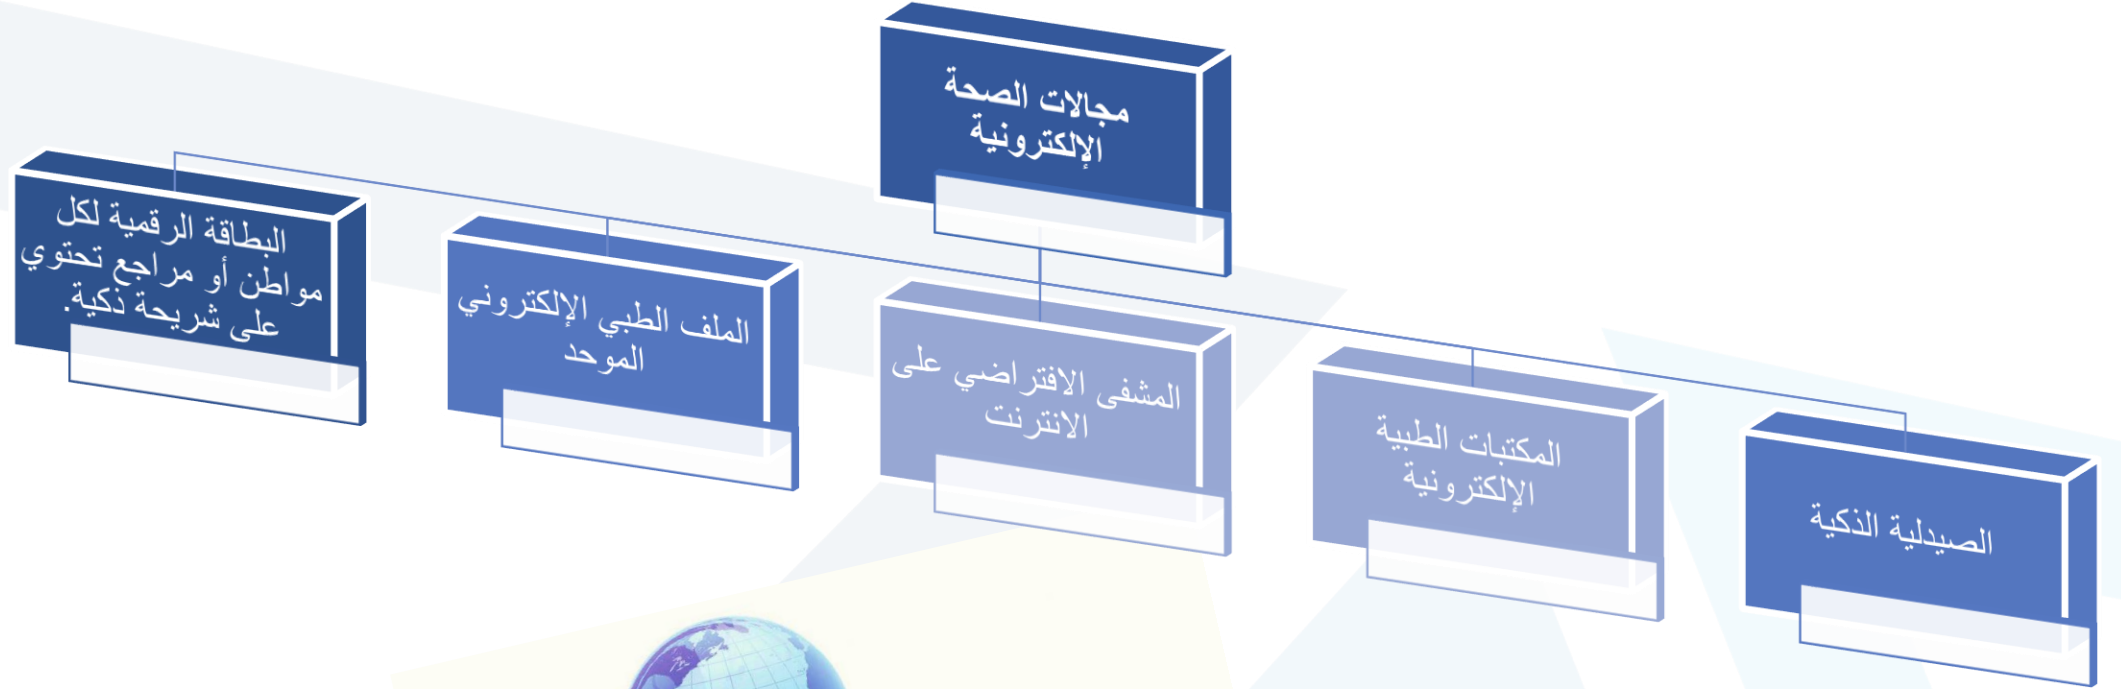 مجالات الصحة
الإلكترونية
الصيدلية الذكية
المكتبات الطبية
الإلكترونية
المشفى الافتراضي على
الانترنت
الملف الطبي الإلكتروني
الموحد
البطاقة الرقمية لكل
مواطن أو مراجع تحتوي
على شريحة ذكية.